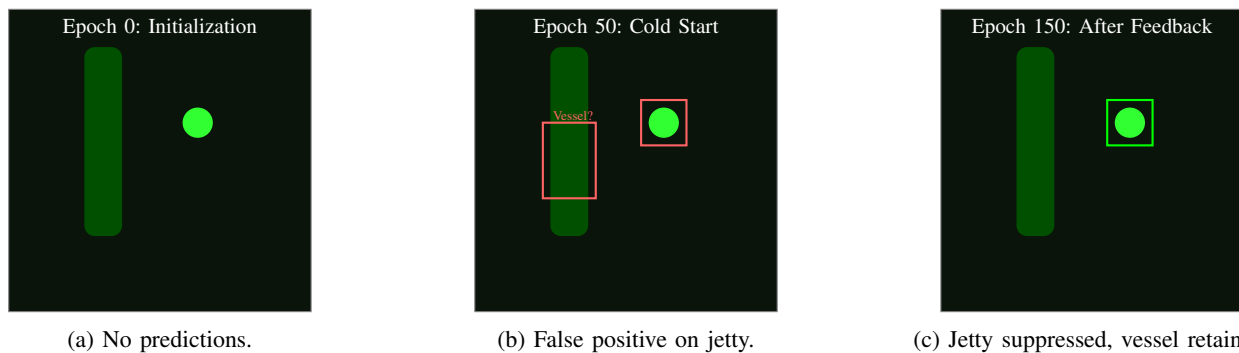 Epoch 0: Initialization
Epoch 50: Cold Start
Epoch 150: After Feedback
Vessel?
(a) No predictions.
(b) False positive on jetty.
(c) Jetty suppressed, vessel retain